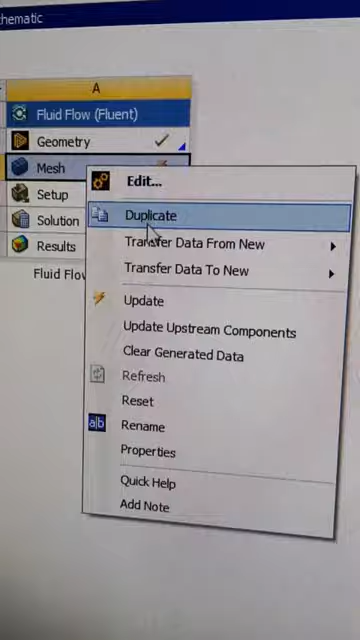 hematic
A
Fluid Flow (Fluent)
Geometry
Mesh
Edit...
Setup
Duplicate
Solution
Transfer Data From New
Results
Transfer Data To New
Fluid Flow
Update
Update Upstream Components
Clear Generated Data
Refresh
Reset
a|b
Rename
Properties
Quick Help
Add Note